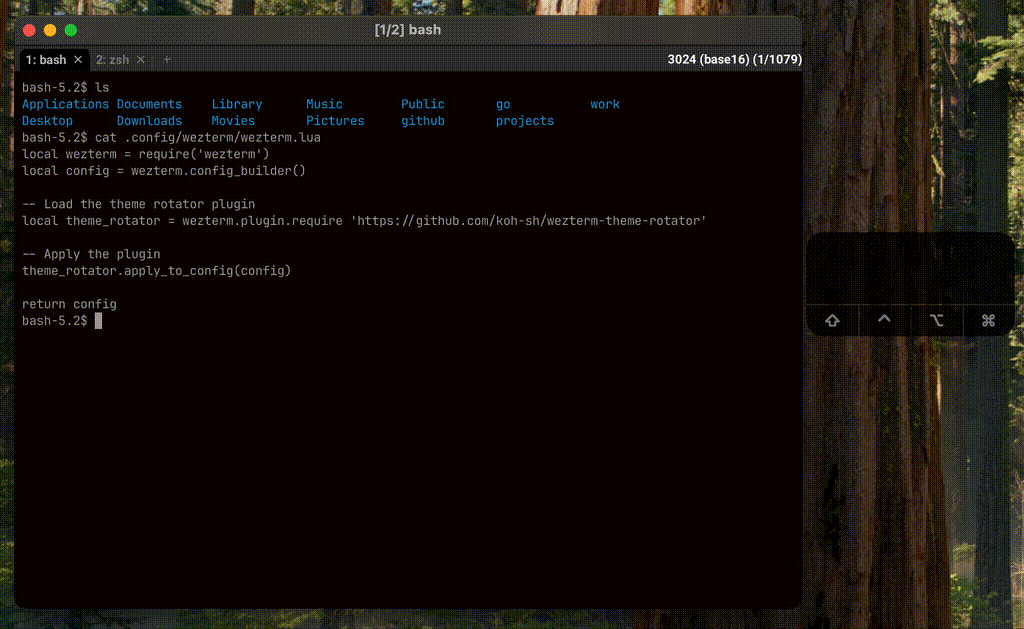 [1/2] bash
1: bash ✕ 2: zsh ✕ + 3024 (base16) (1/1079)
bash-5.2$ ls
Applications Documents Library Music Public go work
Desktop Downloads Movies Pictures github projects
bash-5.2$ cat .config/wezterm/wezterm.lua
local wezterm = require('wezterm')
local config = wezterm.config_builder()
-- Load the theme rotator plugin
local theme_rotator = wezterm.plugin.require 'https://github.com/koh-sh/wezterm-theme-rotator'
-- Apply the plugin
theme_rotator.apply_to_config(config)
return config
bash-5.2$
⇧ ⌃ ⌥ ⌘